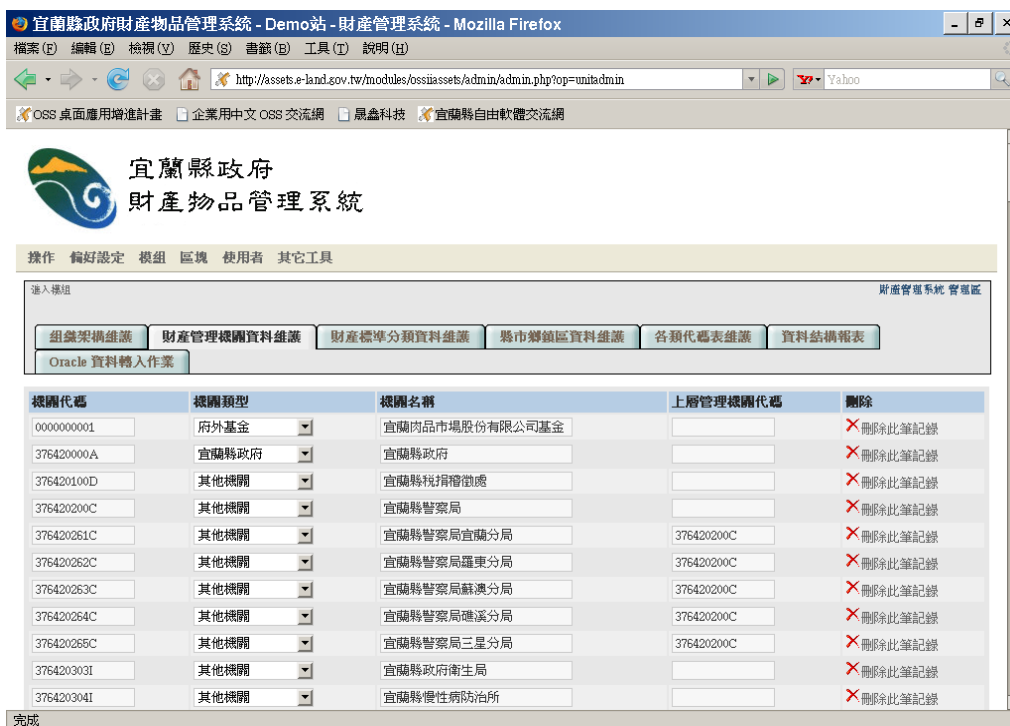 宜蘭縣政府財產物品管理系統 - Demo站 - 財產管理系統 - Mozilla Firefox
檔案(F) 編輯(E) 檢視(V) 歷史(S) 書籤(B) 工具(T) 說明(H)
http://assets.e-land.gov.tw/modules/ossiiassets/admin/admin.php?op=unitadmin Yahoo
OSS 桌面應用增進計畫 企業用中文 OSS 交流網 晟鑫科技 宜蘭縣自由軟體交流網
宜蘭縣政府
財產物品管理系統
操作 偏好設定 模組 區塊 使用者 其它工具
進入模組 財產管理系統 管理區
組織架構維護 財產管理機關資料維護 財產標準分類資料維護 縣市鄉鎮區資料維護 各類代碼表維護 資料結構報表
Oracle 資料轉入作業
機關代碼 機關類型 機關名稱 上層管理機關代碼 刪除
0000000001 府外基金 宜蘭肉品市場股份有限公司基金 刪除此筆記錄
376420000A 宜蘭縣政府 宜蘭縣政府 刪除此筆記錄
376420100D 其他機關 宜蘭縣稅捐稽徵處 刪除此筆記錄
376420200C 其他機關 宜蘭縣警察局 刪除此筆記錄
376420261C 其他機關 宜蘭縣警察局宜蘭分局 376420200C 刪除此筆記錄
376420262C 其他機關 宜蘭縣警察局羅東分局 376420200C 刪除此筆記錄
376420263C 其他機關 宜蘭縣警察局蘇澳分局 376420200C 刪除此筆記錄
376420264C 其他機關 宜蘭縣警察局礁溪分局 376420200C 刪除此筆記錄
376420265C 其他機關 宜蘭縣警察局三星分局 376420200C 刪除此筆記錄
376420303I 其他機關 宜蘭縣政府衛生局 刪除此筆記錄
376420304I 其他機關 宜蘭縣慢性病防治所 刪除此筆記錄
完成